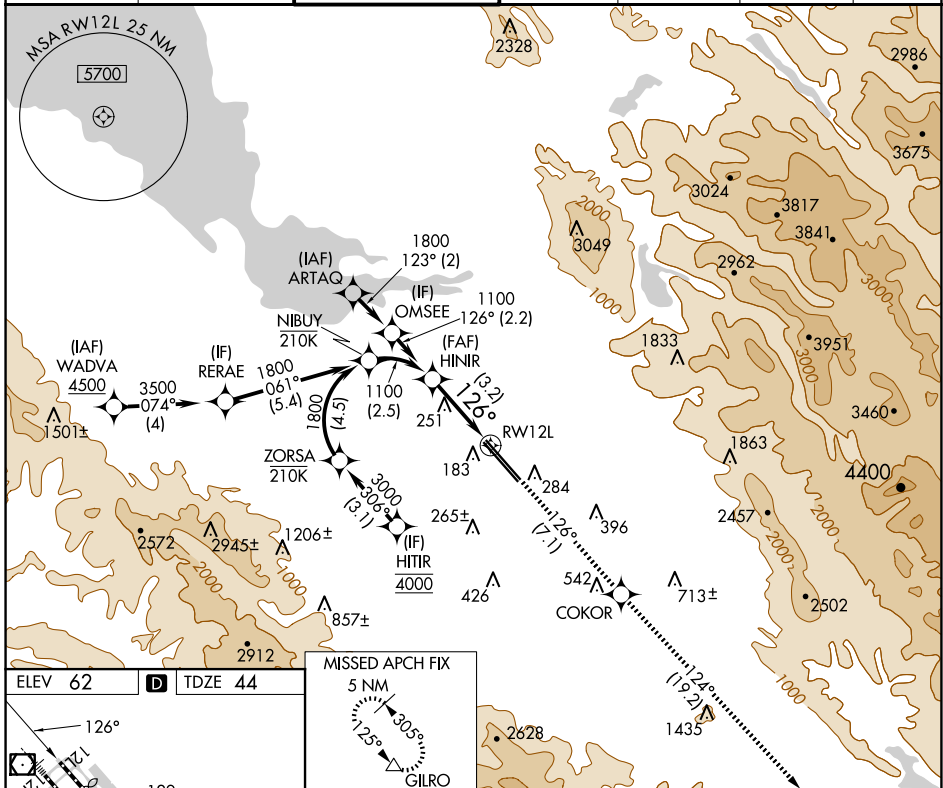 MSA RW12L 25 NM
5700
2328
2986
3675
3024
3817
3841
2000
3049
1000
2962
3000
1800
123° (2)
(IAF)
ARTAQ
(IF)
OMSEE
1100
126° (2.2)
NIBUY
210K
(FAF)
HINIR
(IAF)
WADVA
4500
(IF)
RERAE
3500
074°
(4)
1800
061°
(5.4)
1100
(2.5)
(3.2)
126°
1833
3951
3000
1501±
251
1800
(4.5)
RW12L
3460
183
1863
ZORSA
210K
284
4400
3000
306°
(3.1)
265±
396
2457
2000
2000
126°
(7.1)
2572
2945±
1206±
1000
2000
(IF)
HITIR
4000
426
542
713±
COKOR
2502
857±
2912
1000
124°
(19.2)
1435
2628
ELEV 62
D
TDZE 44
126°
12L
MISSED APCH FIX
5 NM
305°
125°
GILRO